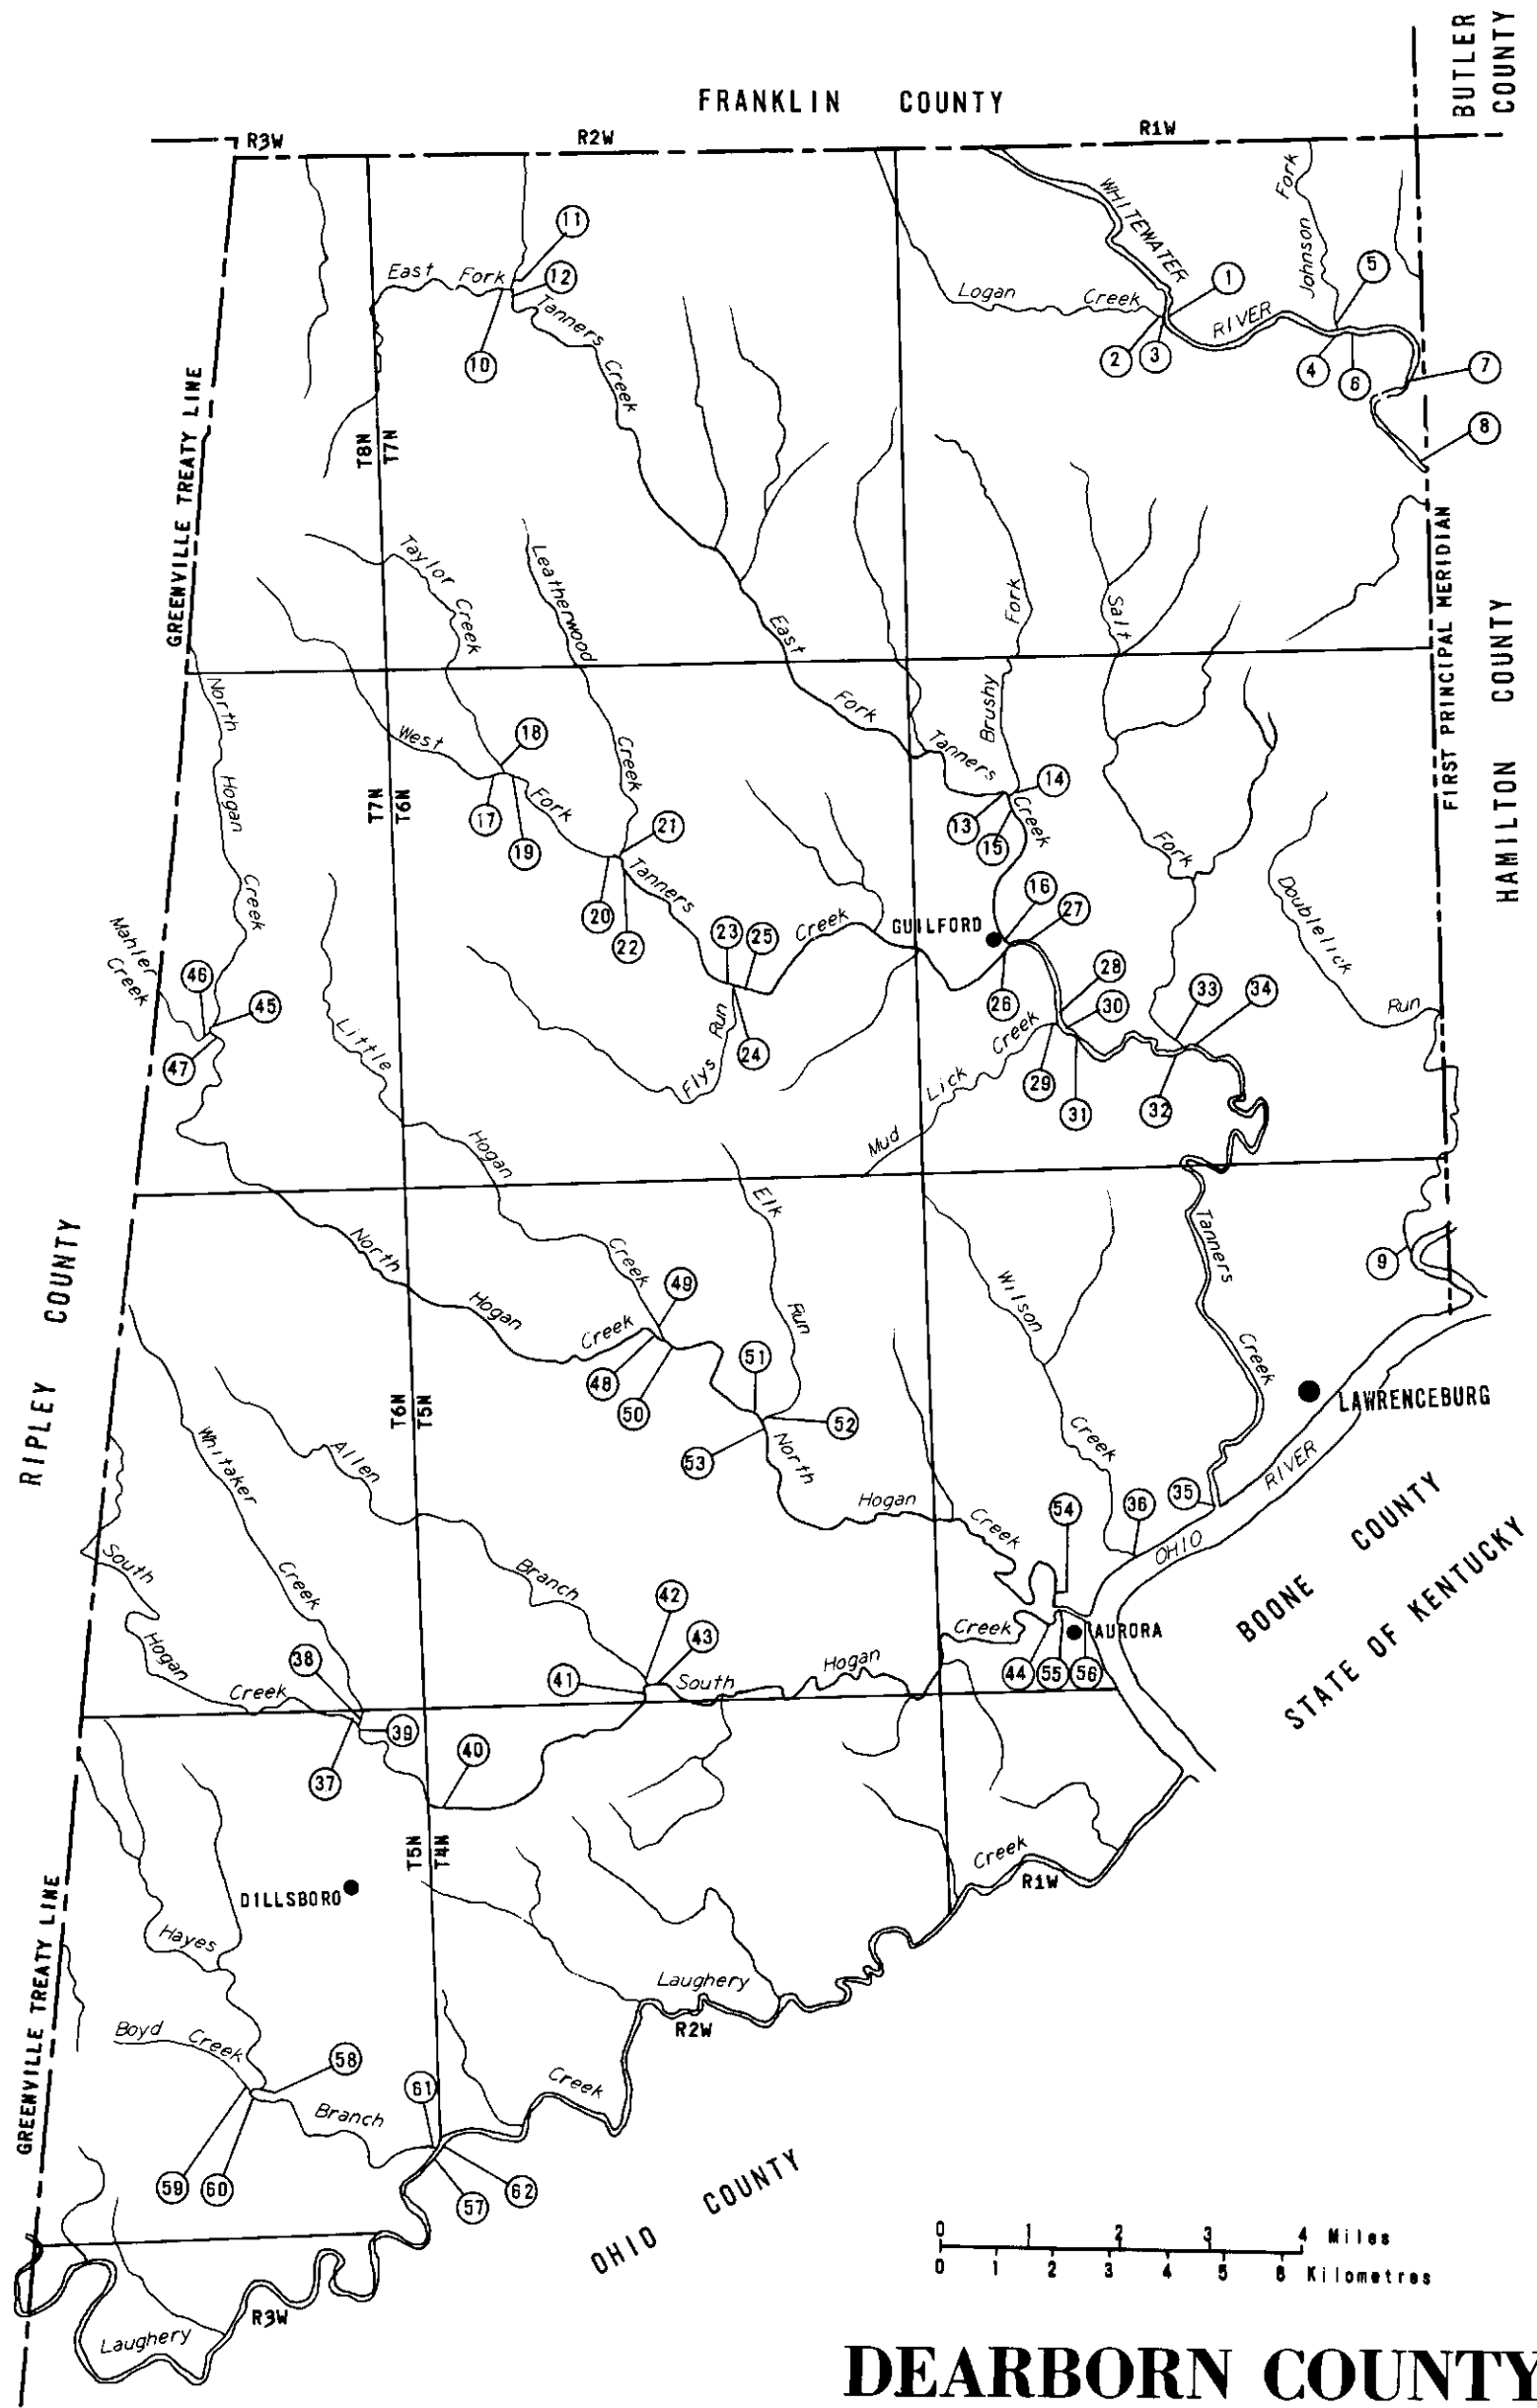 BUTLER
COUNTY
FRANKLIN COUNTY
R3W
R2W
R1W
WHITEWATER
Johnson Fork
11
5
East Fork
12
1
Logan Creek
RIVER
Tanners
10
2
3
4
6
7
Creek
8
T8N
T7N
GREENVILLE TREATY LINE
FIRST PRINCIPAL MERIDIAN
HAMILTON COUNTY
Taylor Creek
Leatherwood
Creek
East
Fork
Brushy
Fork
Salt
Fork
North
Hogan
Creek
West
18
Fork
Tanners
14
Creek
T7N
T6N
17
19
21
13
15
Tanners
20
22
16
27
GUILFORD
Creek
23
25
Doublelick
Run
Mahler
Creek
46
45
26
28
30
33
34
Little
Run
Flys
24
Creek
Lick
Mud
29
31
32
47
Hogan
Creek
Elk
Run
RIPLEY COUNTY
North
Hogan
Creek
49
Wilson
Creek
Tanners
Creek
9
48
50
51
52
53
T6N
T5N
LAWRENCEBURG
Whitaker
Creek
Allen
Branch
North
Hogan
Creek
54
36
35
OHIO
RIVER
BOONE COUNTY
STATE OF KENTUCKY
South
Hogan
Creek
38
42
43
41
South
Hogan
Creek
AURORA
44
55
56
39
37
40
T5N
T4N
Creek
R1W
DILLSBORO
GREENVILLE TREATY LINE
Hayes
Laughery
R2W
Boyd Creek
58
61
Creek
Branch
59
60
57
62
OHIO COUNTY
0 1 2 3 4 Miles
0 1 2 3 5 6 Kilometres
R3W
Laughery
DEARBORN COUNTY